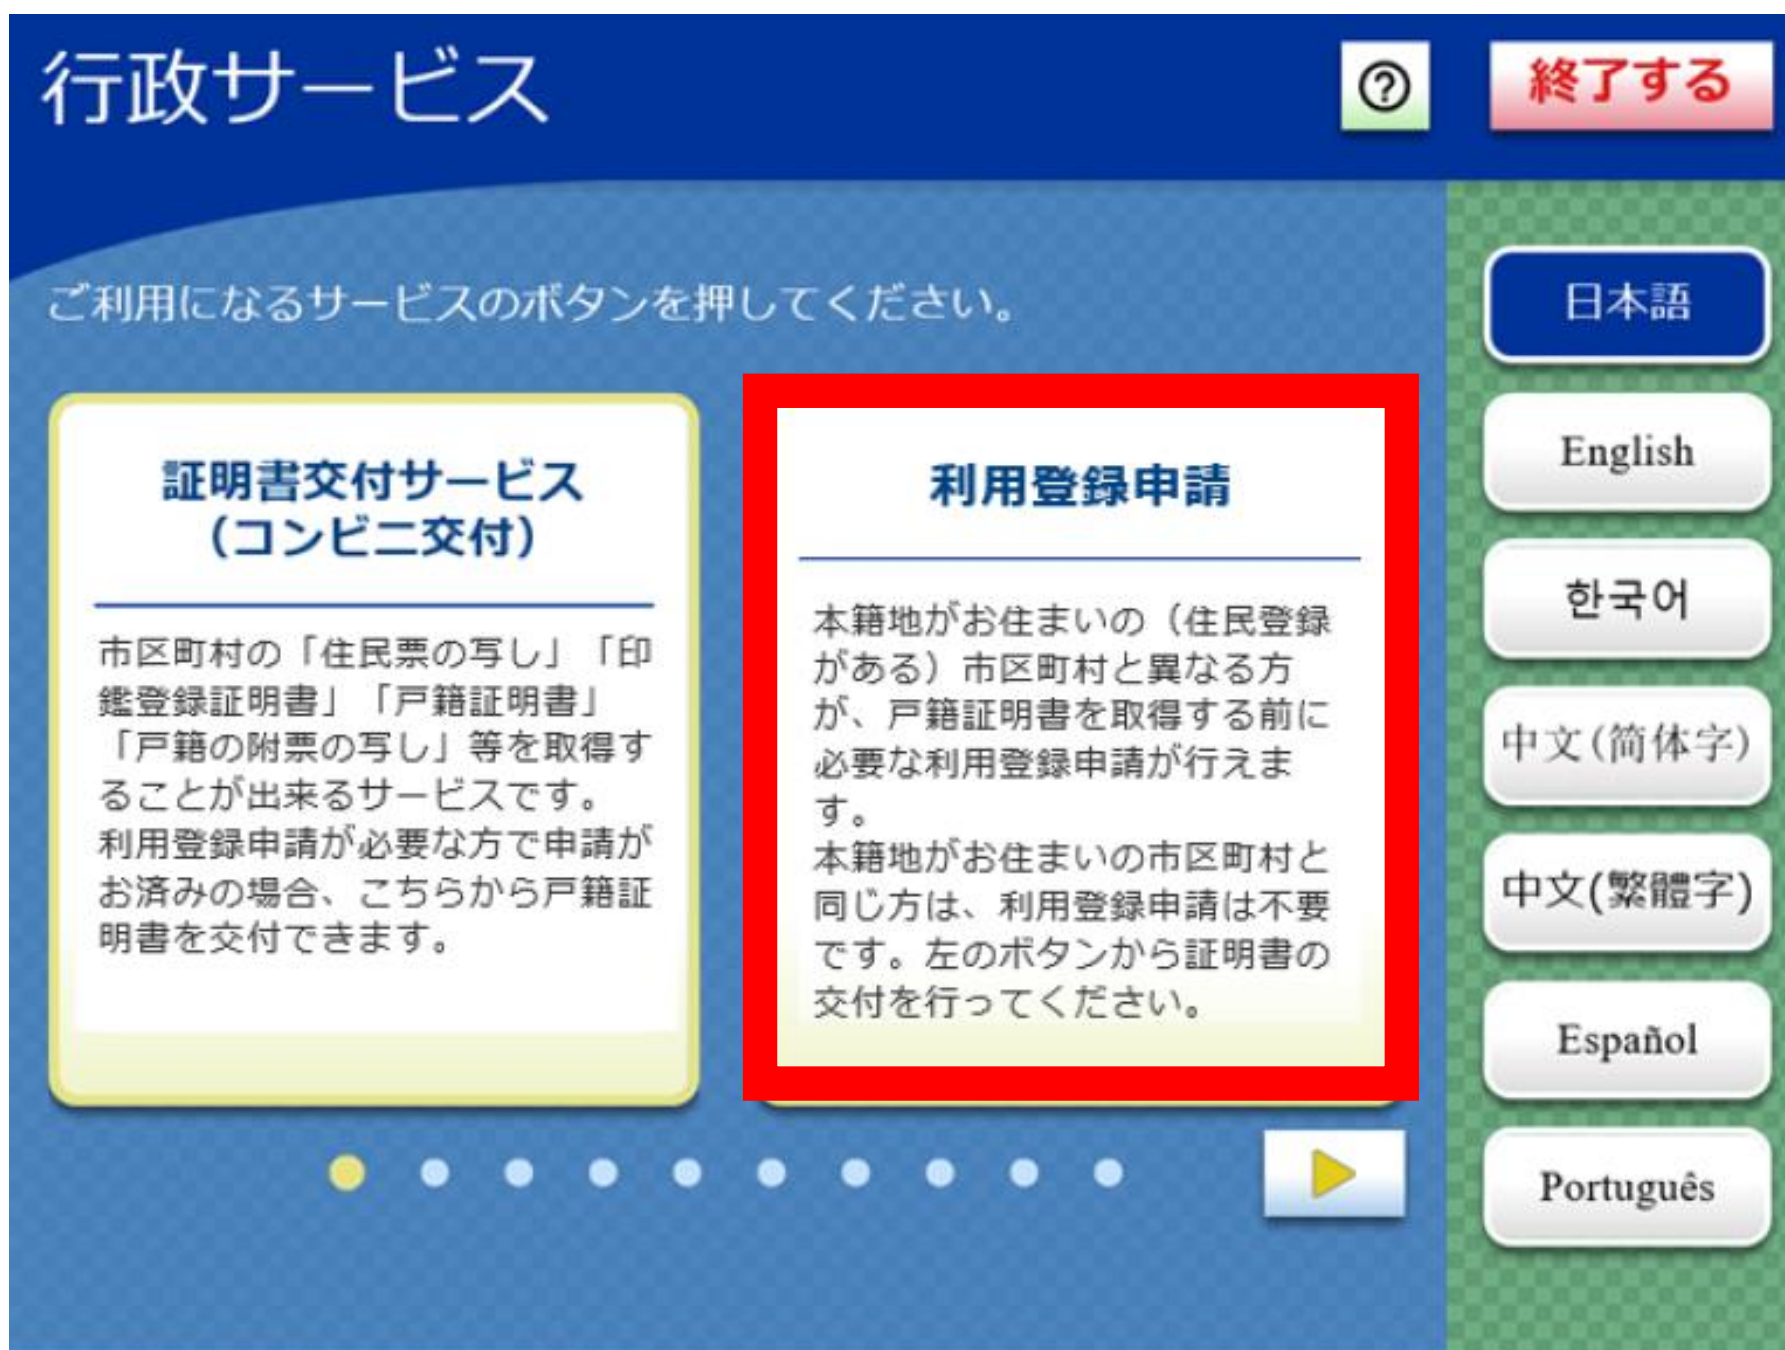 行政サービス
?
終了する
ご利用になるサービスのボタンを押してください。
証明書交付サービス
(コンビニ交付)
市区町村の「住民票の写し」「印
鑑登録証明書」「戸籍証明書」
「戸籍の附票の写し」等を取得す
ることが出来るサービスです。
利用登録申請が必要な方で申請が
お済みの場合、こちらから戸籍証
明書を交付できます。
利用登録申請
本籍地がお住まいの(住民登録
がある)市区町村と異なる方
が、戸籍証明書を取得する前に
必要な利用登録申請が行えま
す。
本籍地がお住まいの市区町村と
同じ方は、利用登録申請は不要
です。左のボタンから証明書の
交付を行ってください。
日本語
English
한국어
中文(简体字)
中文(繁體字)
Español
Português